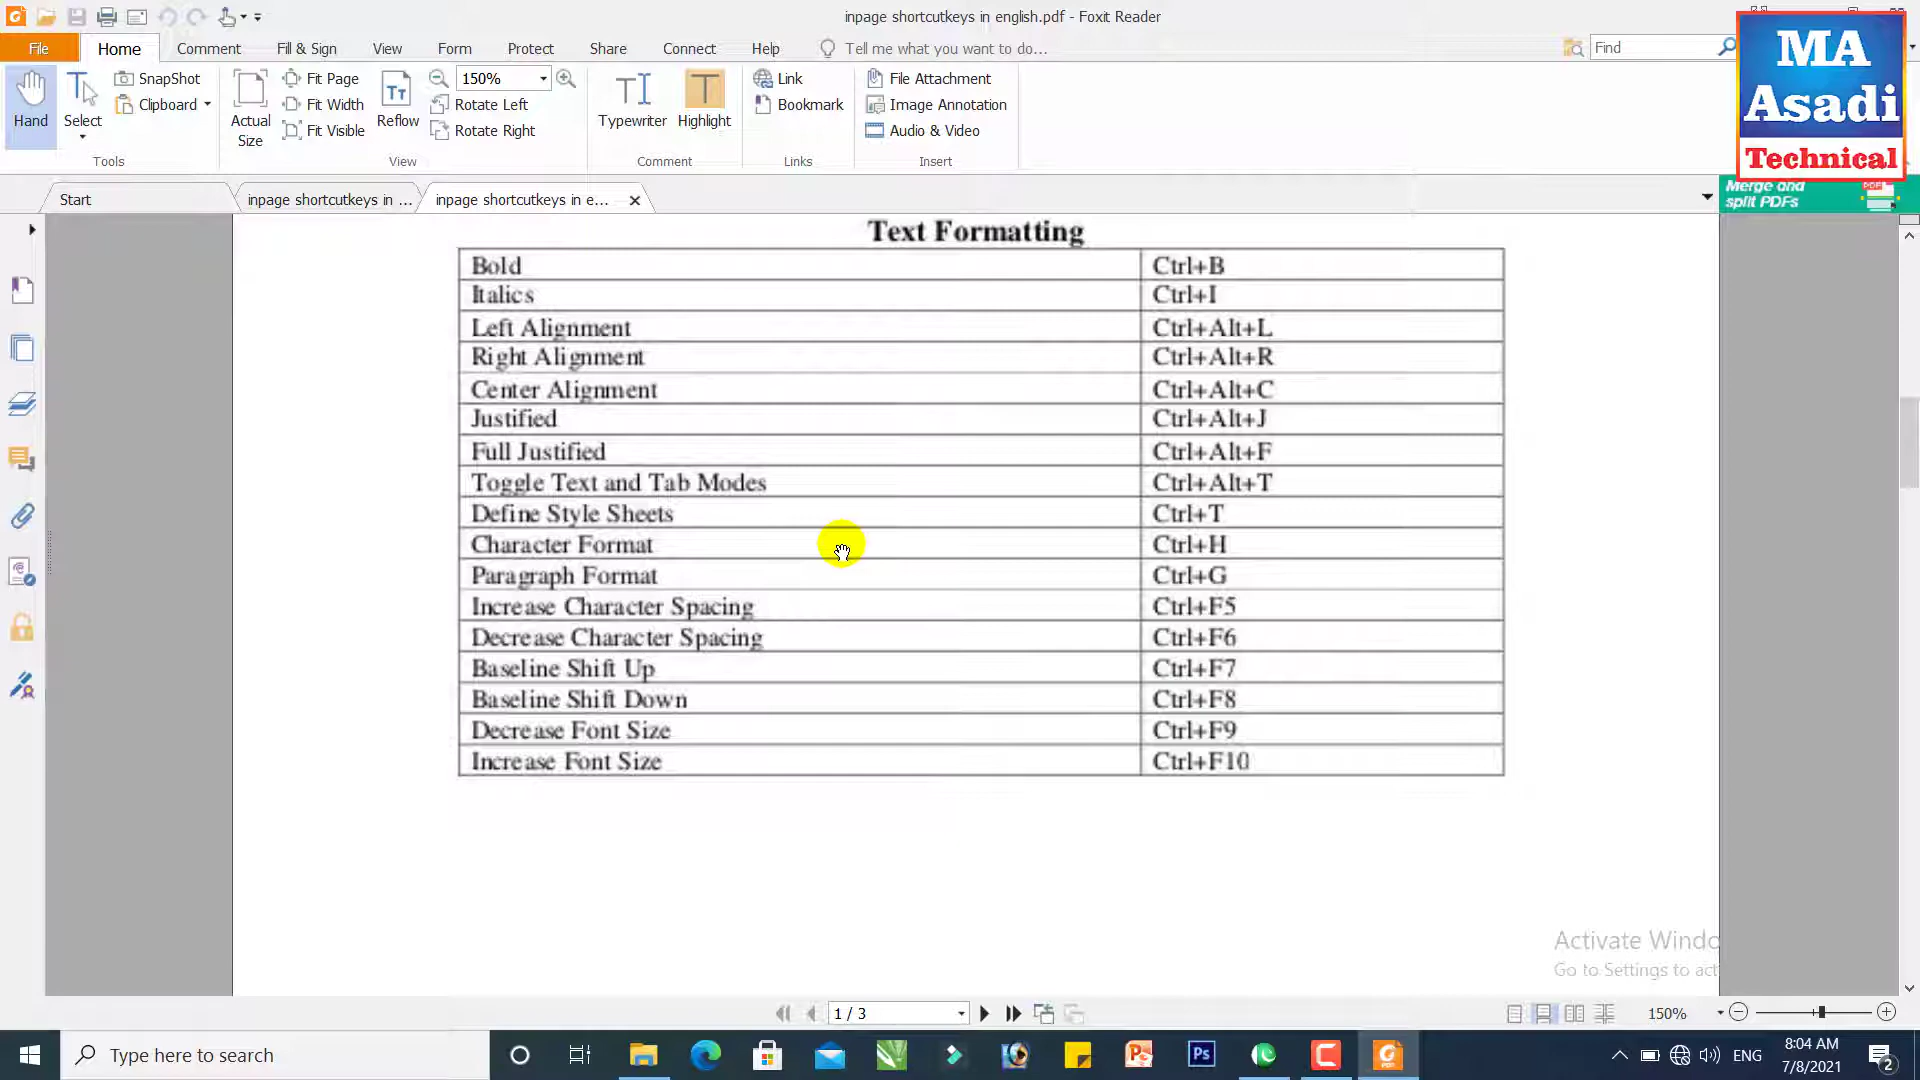 inpage shortcutkeys in english.pdf - Foxit Reader
File Home Comment Fill & Sign View Form Protect Share Connect Help Tell me what you want to do... Find
MA
Asadi
Technical
Hand
Select
SnapShot
Clipboard
Tools
Actual
Size
Fit Page
Fit Width
Fit Visible
Reflow
150%
Rotate Left
Rotate Right
View
Typewriter
Highlight
Comment
Link
Bookmark
Links
File Attachment
Image Annotation
Audio & Video
Insert
Merge and
split PDFs
PDF
Start
inpage shortcutkeys in ...
inpage shortcutkeys in e...
Text Formatting
Bold Ctrl+B
Italics Ctrl+I
Left Alignment Ctrl+Alt+L
Right Alignment Ctrl+Alt+R
Center Alignment Ctrl+Alt+C
Justified Ctrl+Alt+J
Full Justified Ctrl+Alt+F
Toggle Text and Tab Modes Ctrl+Alt+T
Define Style Sheets Ctrl+T
Character Format Ctrl+H
Paragraph Format Ctrl+G
Increase Character Spacing Ctrl+F5
Decrease Character Spacing Ctrl+F6
Baseline Shift Up Ctrl+F7
Baseline Shift Down Ctrl+F8
Decrease Font Size Ctrl+F9
Increase Font Size Ctrl+F10
Activate Windo
Go to Settings to act
1 / 3
150%
Type here to search
Ps
ENG
8:04 AM
7/8/2021
2